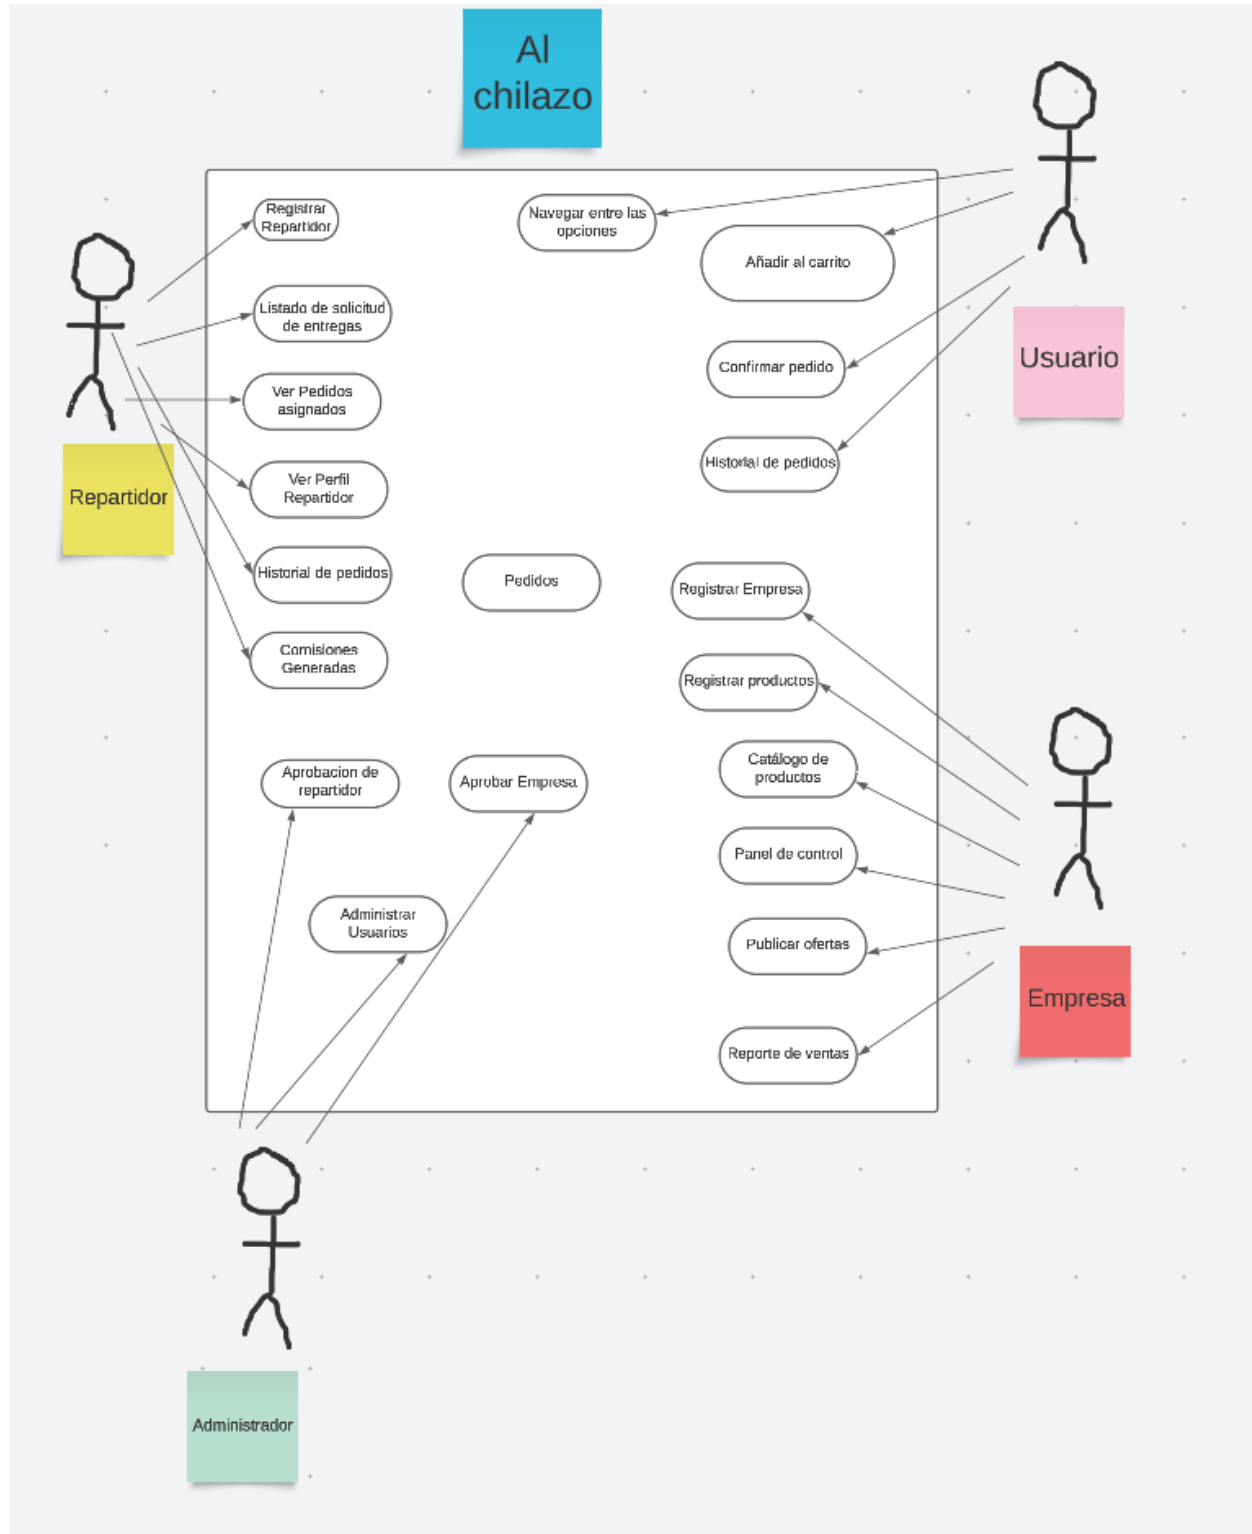 Al
chilazo
Usuario
Repartidor
Empresa
Administrador
Registrar
Repartidor
Listado de solicitud
de entregas
Ver Pedidos
asignados
Ver Perfil
Repartidor
Historial de pedidos
Comisiones
Generadas
Navegar entre las
opciones
Añadir al carrito
Confirmar pedido
Historial de pedidos
Pedidos
Registrar Empresa
Registrar productos
Catálogo de
productos
Panel de control
Publicar ofertas
Reporte de ventas
Aprobacion de
repartidor
Aprobar Empresa
Administrar
Usuarios